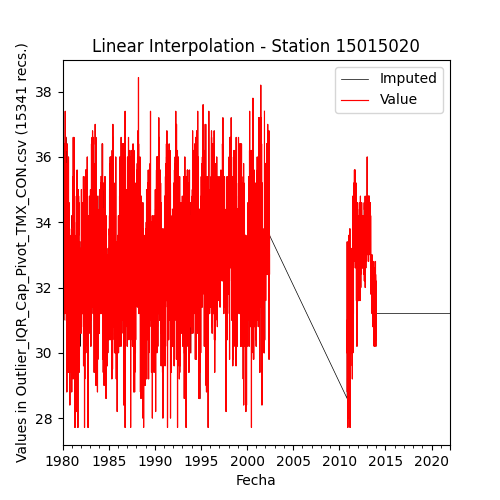 Linear Interpolation - Station 15015020
Imputed
Value
Values in Outlier_IQR_Cap_Pivot_TMX_CON.csv (15341 recs.)
38
36
34
32
30
28
1980 1985 1990 1995 2000 2005 2010 2015 2020
Fecha